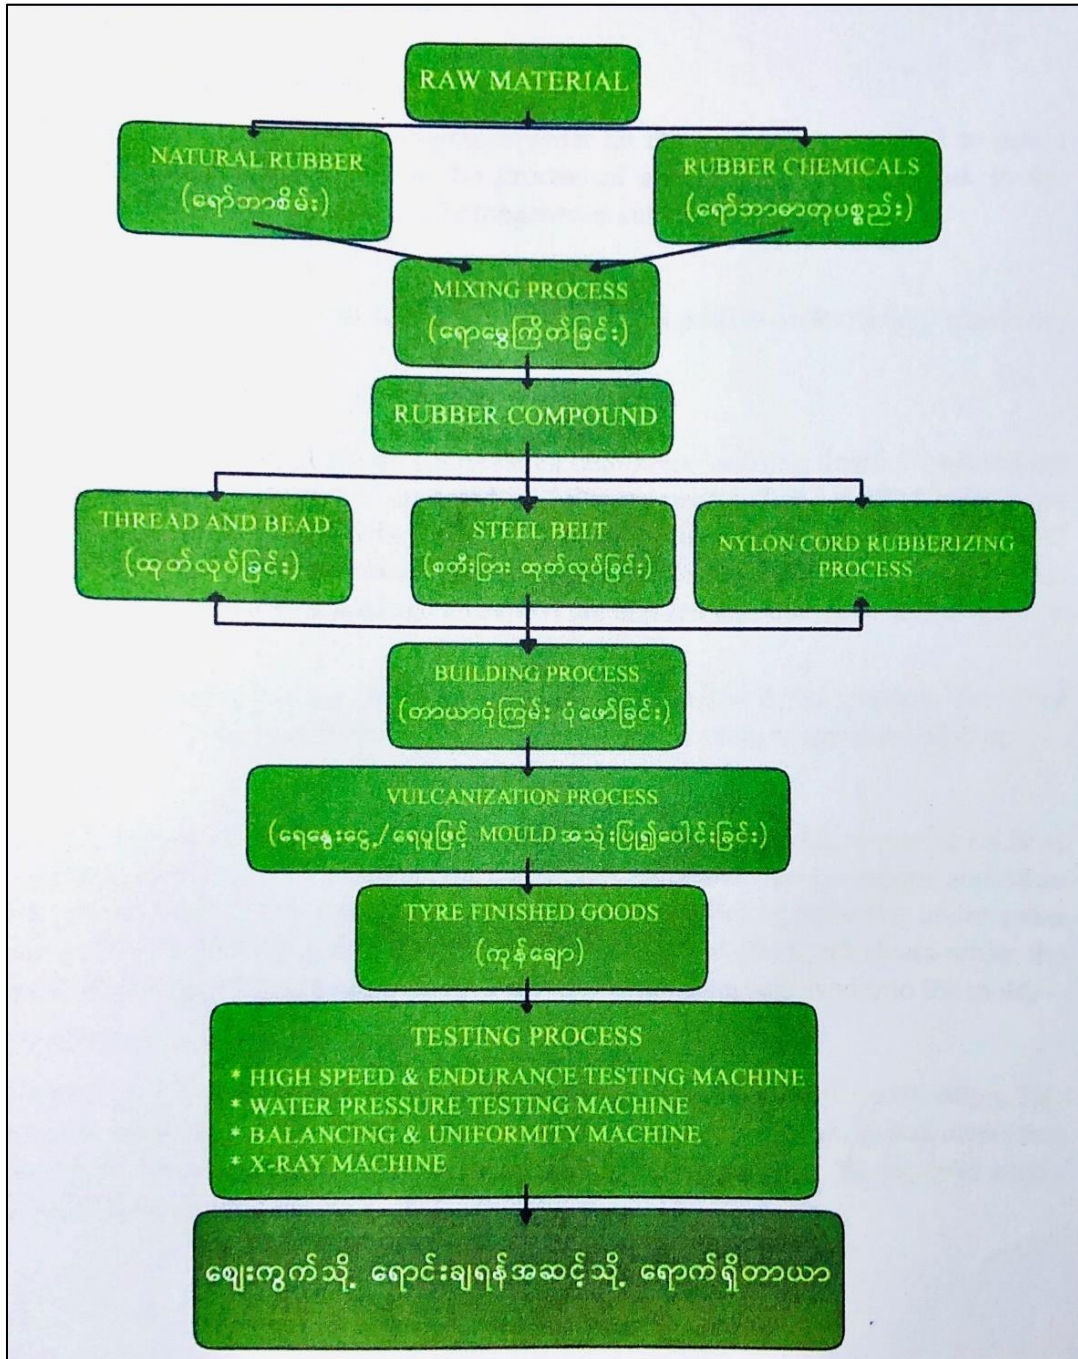 RAW MATERIAL
NATURAL RUBBER
(ရော်ဘာစိမ်း)
RUBBER CHEMICALS
(ရော်ဘာဓာတုပစ္စည်း)
MIXING PROCESS
(ရောမွှေကြိတ်ခြင်း)
RUBBER COMPOUND
THREAD AND BEAD
(ထုတ်လုပ်ခြင်း)
STEEL BELT
(စတီးပြား ထုတ်လုပ်ခြင်း)
NYLON CORD RUBBERIZING
PROCESS
BUILDING PROCESS
(တာယာပုံကြမ်း ပုံဖော်ခြင်း)
VULCANIZATION PROCESS
(ရေနွေးငွေ့/ရေပူဖြင့် MOULD အသုံးပြု၍ပေါင်းခြင်း)
TYRE FINISHED GOODS
(ကုန်ချော)
TESTING PROCESS
* HIGH SPEED & ENDURANCE TESTING MACHINE
* WATER PRESSURE TESTING MACHINE
* BALANCING & UNIFORMITY MACHINE
* X-RAY MACHINE
ဈေးကွက်သို့ ရောင်းချရန်အဆင့်သို့ ရောက်ရှိတာယာ